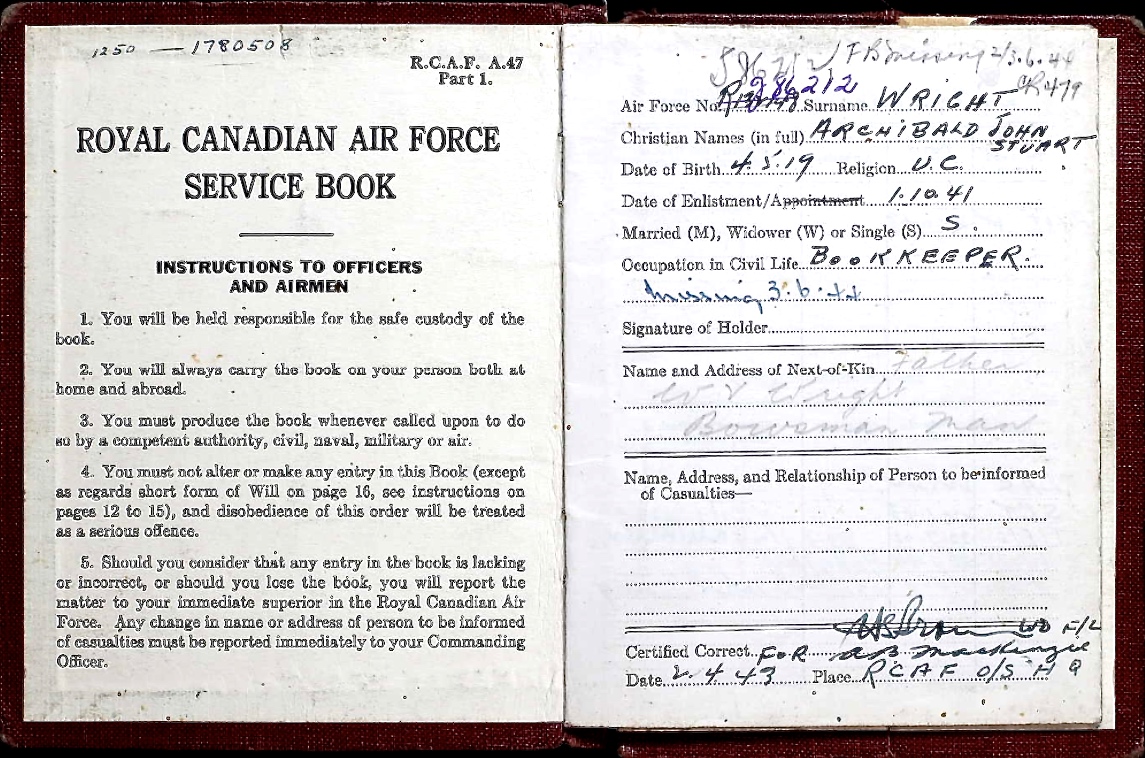 1250 — 1780508
R.C.A.F. A.47
Part 1.
ROYAL CANADIAN AIR FORCE
SERVICE BOOK
INSTRUCTIONS TO OFFICERS
AND AIRMEN
1. You will be held responsible for the safe custody of the
book.
2. You will always carry the book on your person both at
home and abroad.
3. You must produce the book whenever called upon to do
so by a competent authority, civil, naval, military or air.
4. You must not alter or make any entry in this Book (except
as regards short form of Will on page 16, see instructions on
pages 12 to 15), and disobedience of this order will be treated
as a serious offence.
5. Should you consider that any entry in the book is lacking
or incorrect, or should you lose the book, you will report the
matter to your immediate superior in the Royal Canadian Air
Force. Any change in name or address of person to be informed
of casualties must be reported immediately to your Commanding
Officer.
FB missing 2/3.6.44
286212
Air Force No. Surname WRIGHT
Christian Names (in full) ARCHIBALD JOHN
STUART
Date of Birth 4.5.19 Religion U.C.
Date of Enlistment/Appointment 1.10.41
Married (M), Widower (W) or Single (S) S.
Occupation in Civil Life BOOKKEEPER.
Missing 3.6.44
Signature of Holder
Name and Address of Next-of-Kin Father
Wright
Bowsman Man
Name, Address, and Relationship of Person to be informed
of Casualties—
F/L
Certified Correct FOR A B MacKenzie
Date 2.4.43 Place RCAF O/S H Q